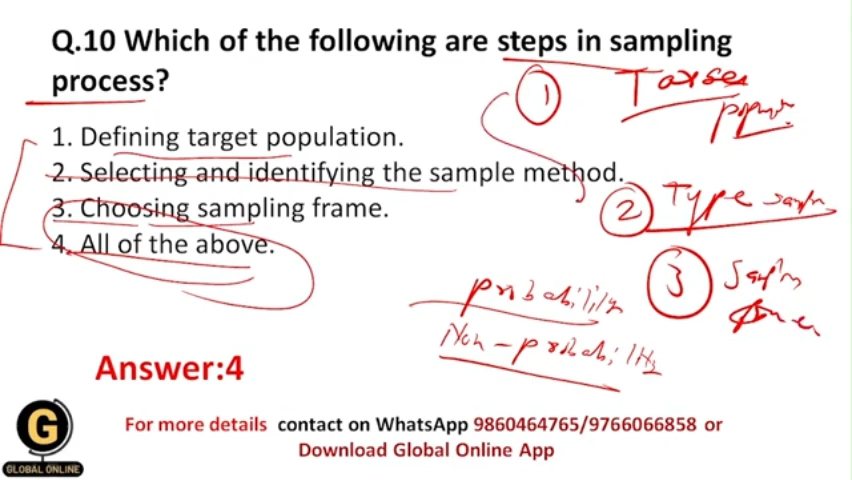 Q.10 Which of the following are steps in sampling
process?
1. Defining target population.
2. Selecting and identifying the sample method.
3. Choosing sampling frame.
4. All of the above.
1
2 Type
3
probability
Non-probability
Answer:4
For more details contact on WhatsApp 9860464765/9766066858 or
Download Global Online App
G
GLOBAL ONLINE